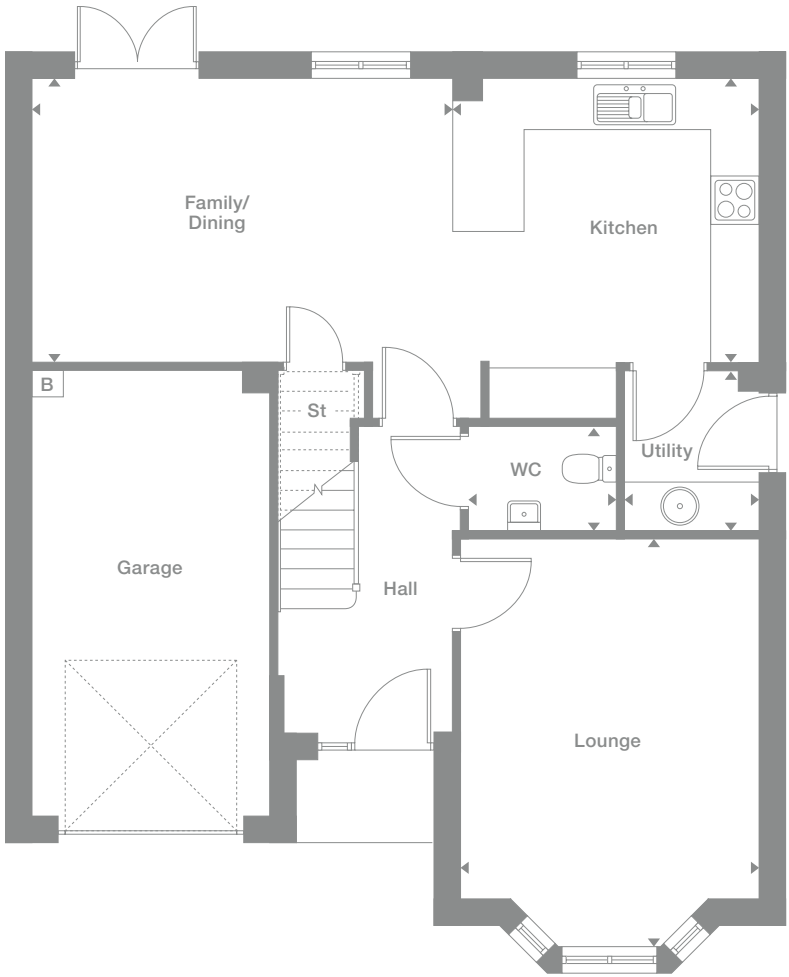 Family/
Dining
Kitchen
B
St
WC
Utility
Garage
Hall
Lounge